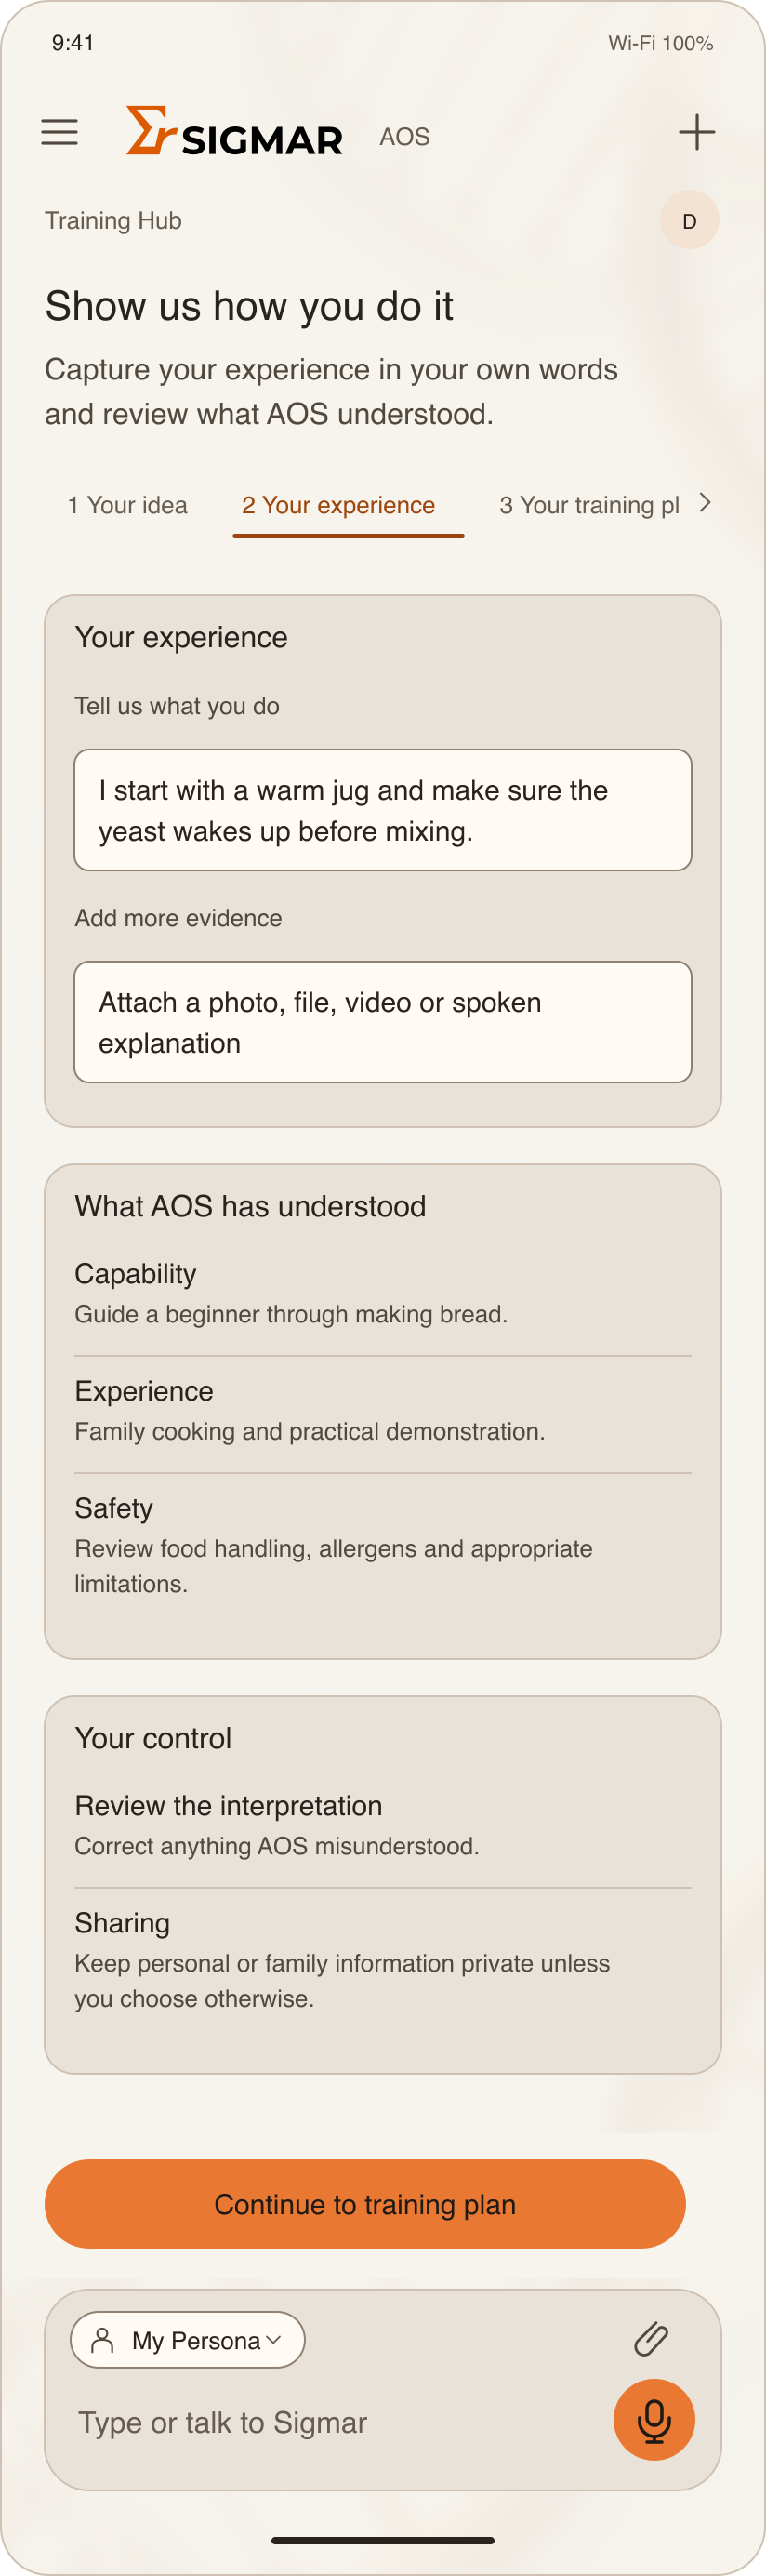 9:41
Wi-Fi 100%
Σr SIGMAR AOS
Training Hub
D
Show us how you do it
Capture your experience in your own words
and review what AOS understood.
1 Your idea
2 Your experience
3 Your training pl
Your experience
Tell us what you do
I start with a warm jug and make sure the
yeast wakes up before mixing.
Add more evidence
Attach a photo, file, video or spoken
explanation
What AOS has understood
Capability
Guide a beginner through making bread.
Experience
Family cooking and practical demonstration.
Safety
Review food handling, allergens and appropriate
limitations.
Your control
Review the interpretation
Correct anything AOS misunderstood.
Sharing
Keep personal or family information private unless
you choose otherwise.
Continue to training plan
My Persona
Type or talk to Sigmar